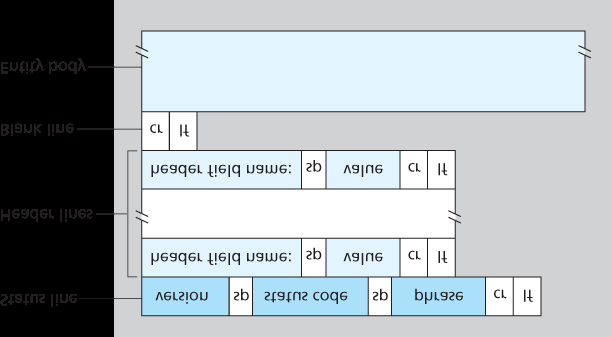 Entity body
Blank line cr lf
header field name: sp value cr lf
Header lines
header field name: sp value cr lf
Status line version sp status code sp phrase cr lf